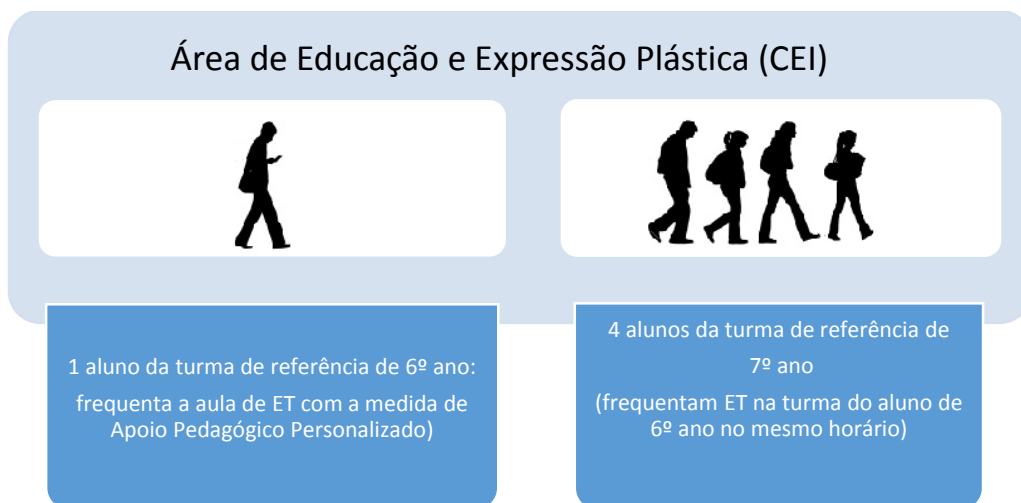 Área de Educação e Expressão Plástica (CEI)
1 aluno da turma de referência de 6º ano:
frequenta a aula de ET com a medida de
Apoio Pedagógico Personalizado)
4 alunos da turma de referência de
7º ano
(frequentam ET na turma do aluno de
6º ano no mesmo horário)